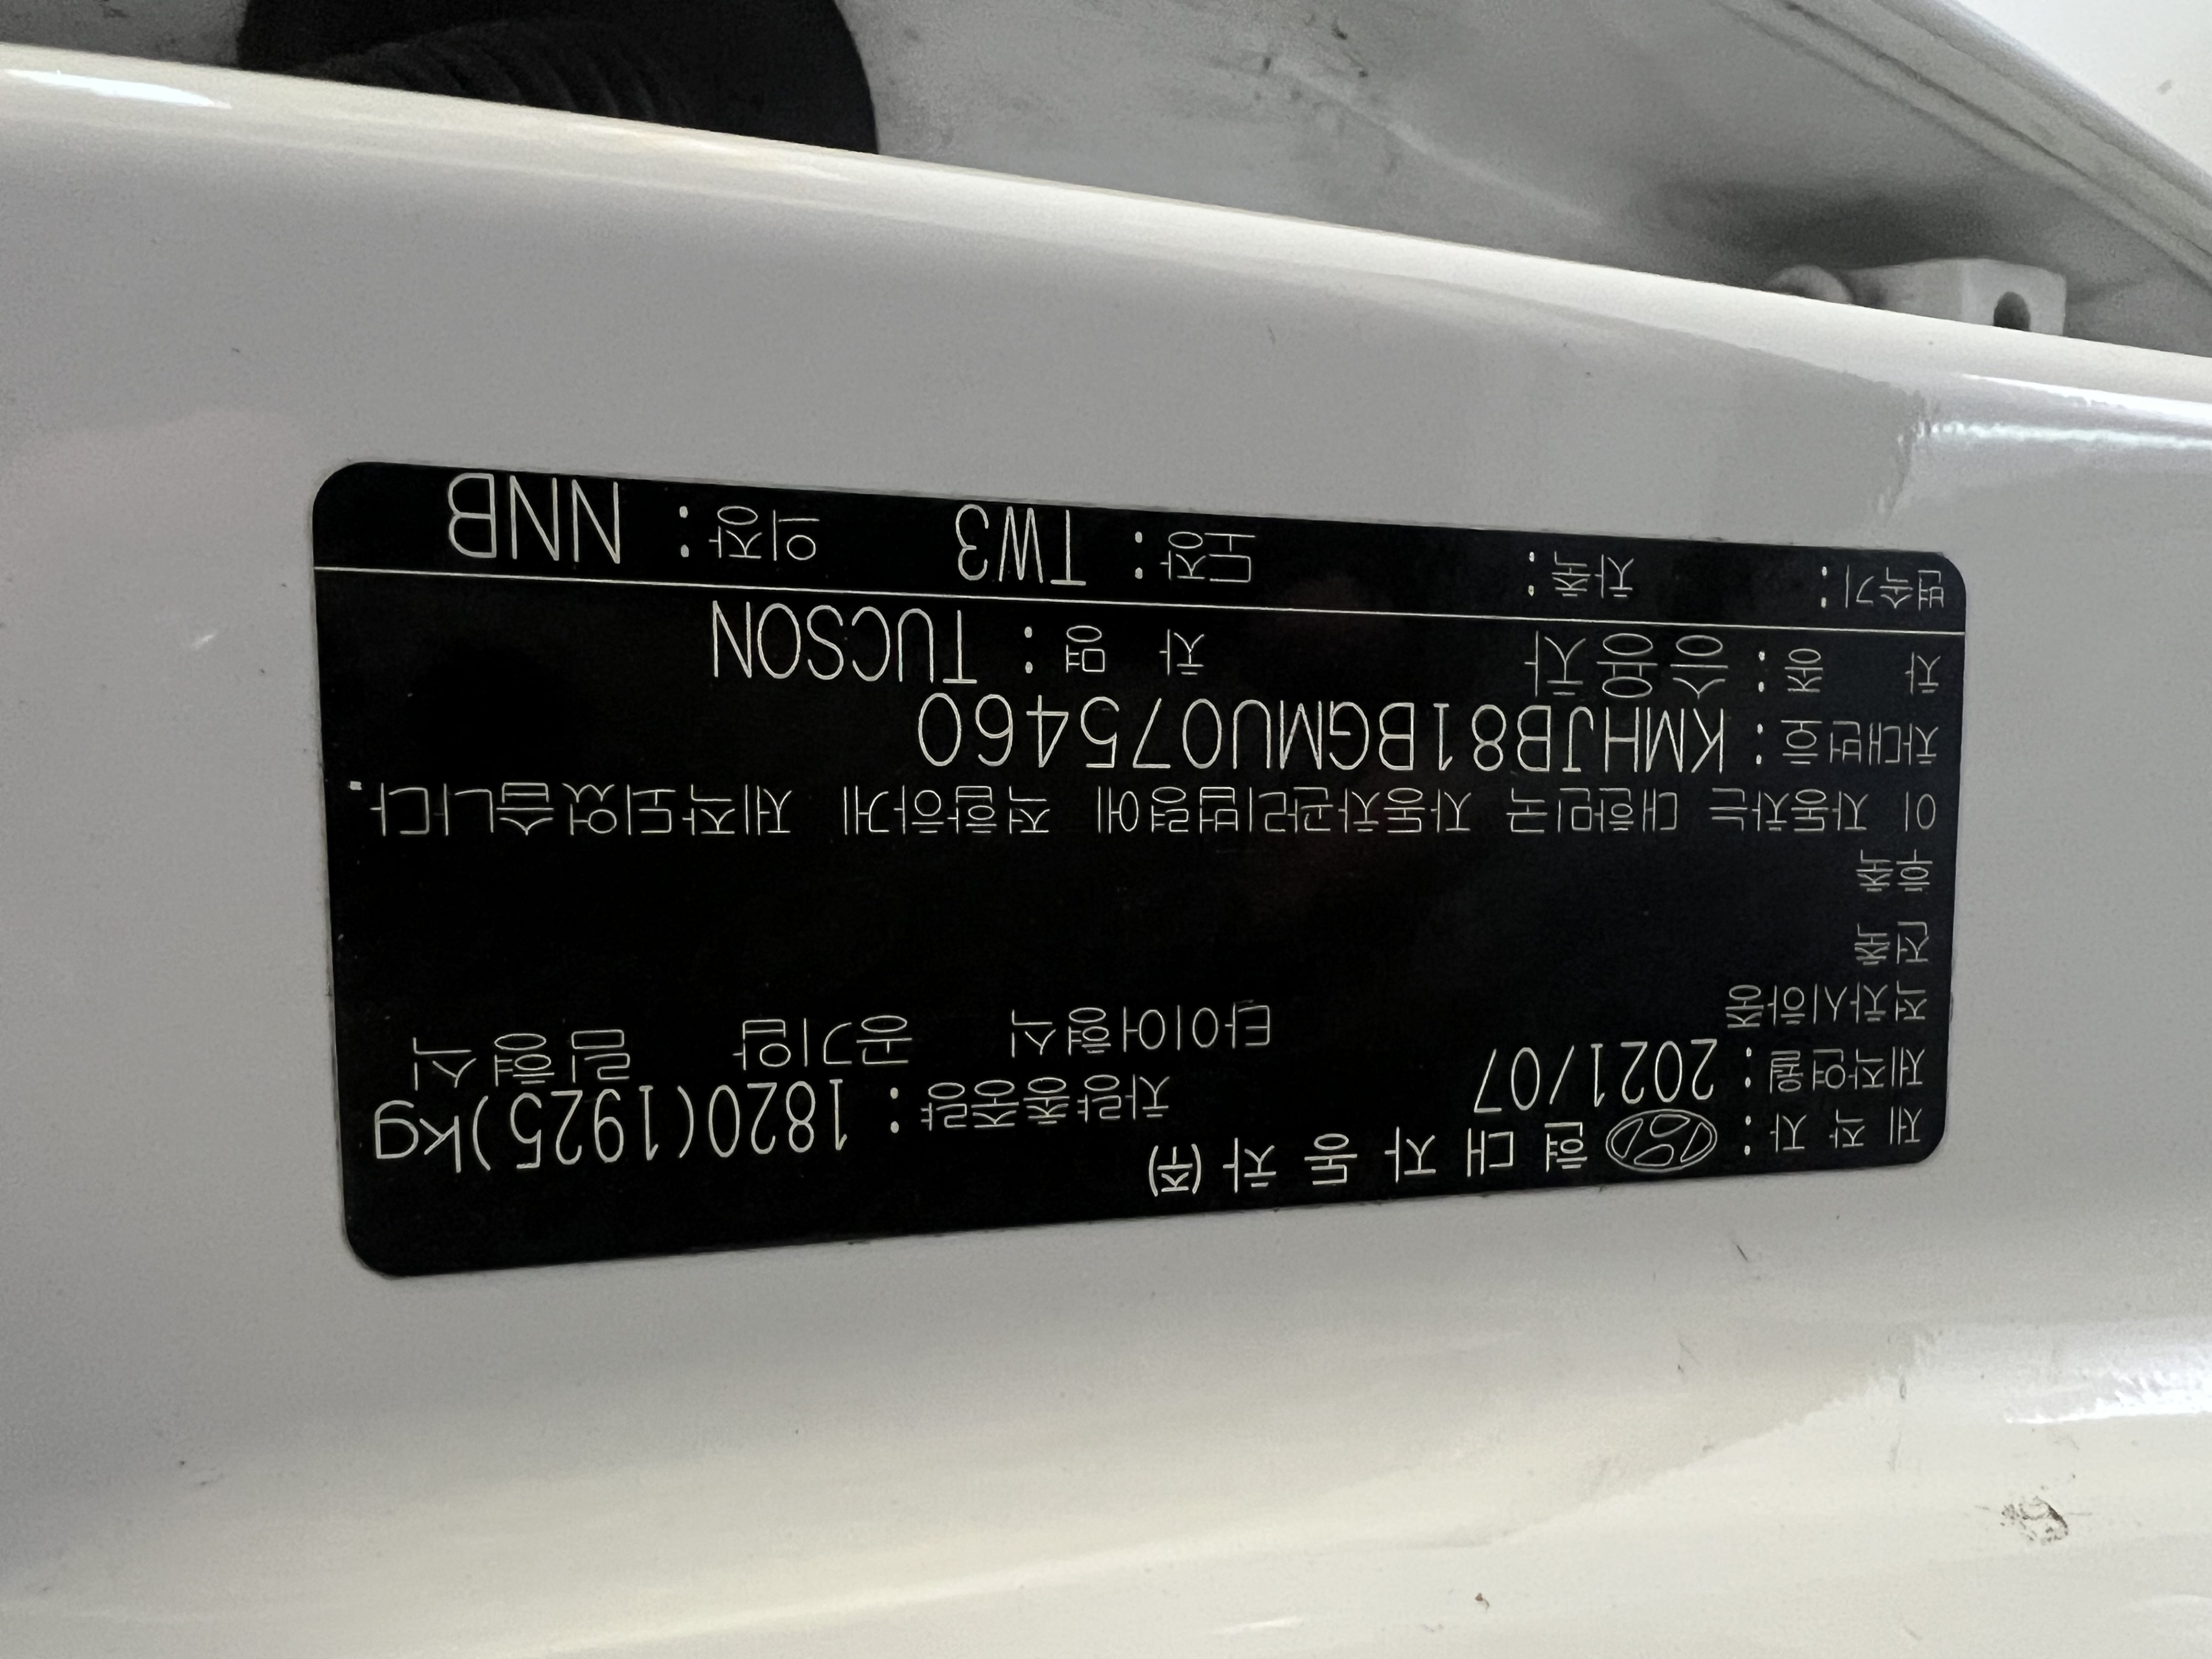 제 작 자 : 현 대 자 동 차 (주)
제작연월 : 2021/07 차량총중량 : 1820(1925)kg
적차시하중 타이어형식 공기압 림형식
전축
후축
이 자동차는 대한민국 자동차관리법령에 적합하게 제작되었습니다.
차대번호 : KMHJB81BGMU075460
차 종 : 승용차 차 명 : TUCSON
변속기 : 차축 : 도장 : TW3 의장 : NNB